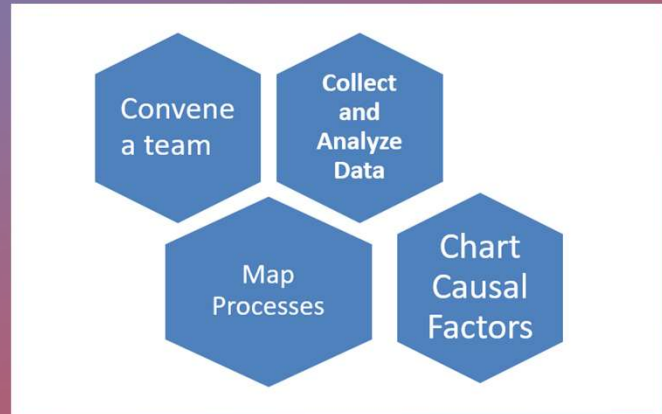 Convene
a team
Collect
and
Analyze
Data
Map
Processes
Chart
Causal
Factors